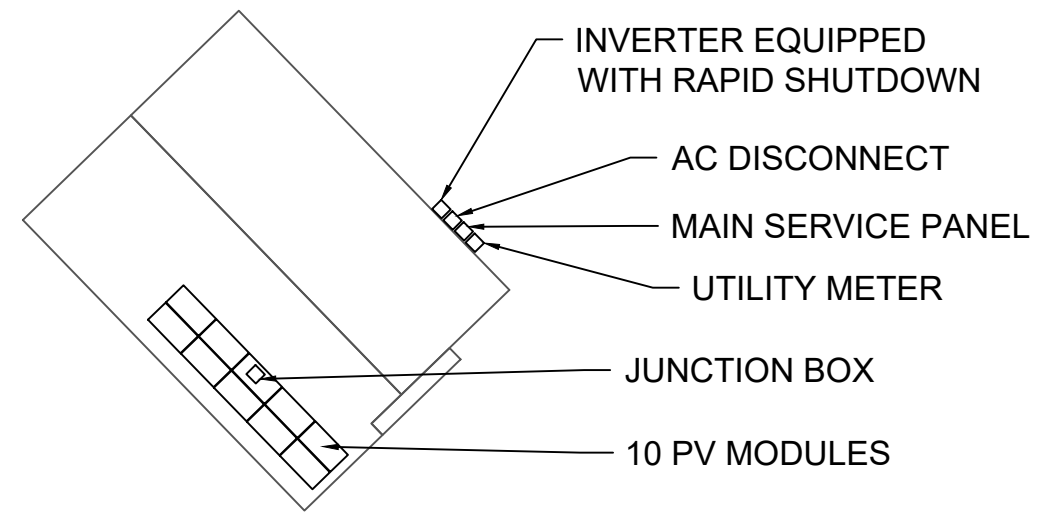 INVERTER EQUIPPED
WITH RAPID SHUTDOWN
AC DISCONNECT
MAIN SERVICE PANEL
UTILITY METER
JUNCTION BOX
10 PV MODULES